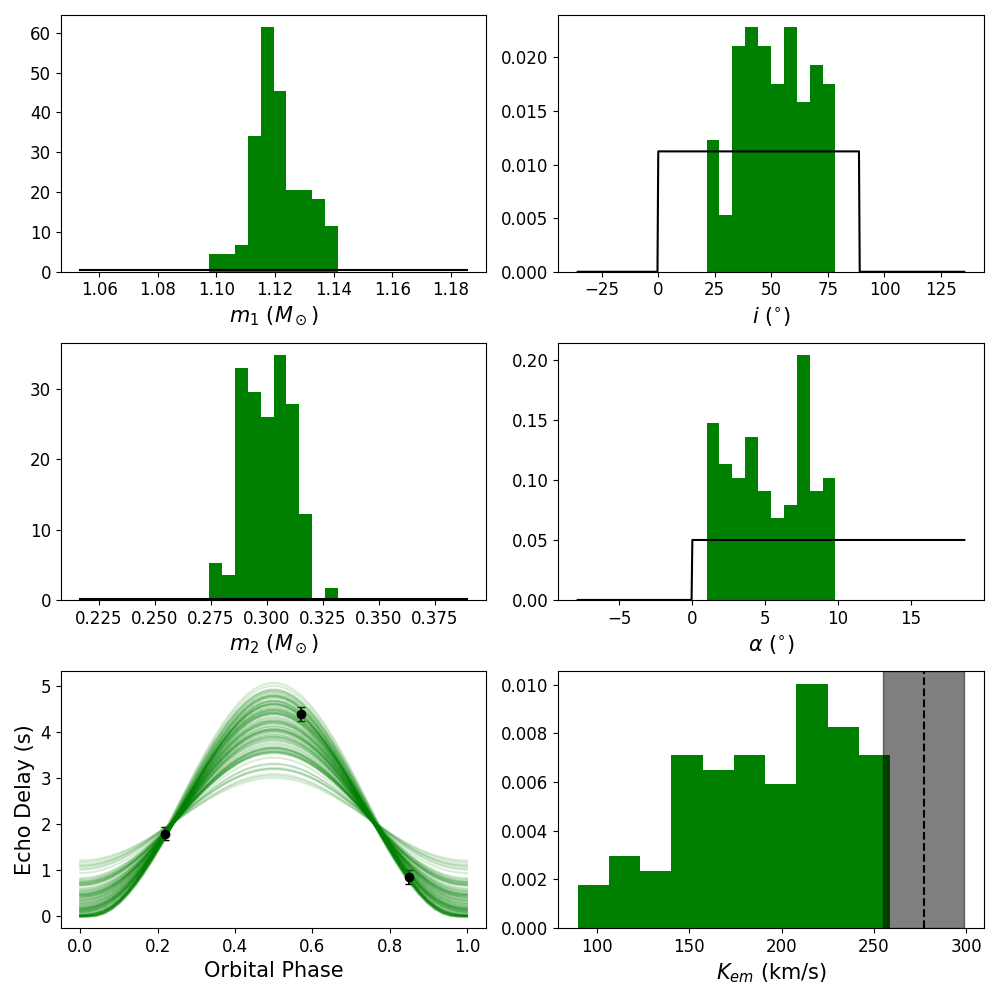 60
50
40
30
20
10
0
1.06 1.08 1.10 1.12 1.14 1.16 1.18
m₁ (M⊙)
0.020
0.015
0.010
0.005
0.000
−25 0 25 50 75 100 125
i (°)
30
20
10
0
0.225 0.250 0.275 0.300 0.325 0.350 0.375
m₂ (M⊙)
0.20
0.15
0.10
0.05
0.00
−5 0 5 10 15
α (°)
5
4
3
2
1
0
Echo Delay (s)
0.0 0.2 0.4 0.6 0.8 1.0
Orbital Phase
0.010
0.008
0.006
0.004
0.002
0.000
100 150 200 250 300
Kem (km/s)